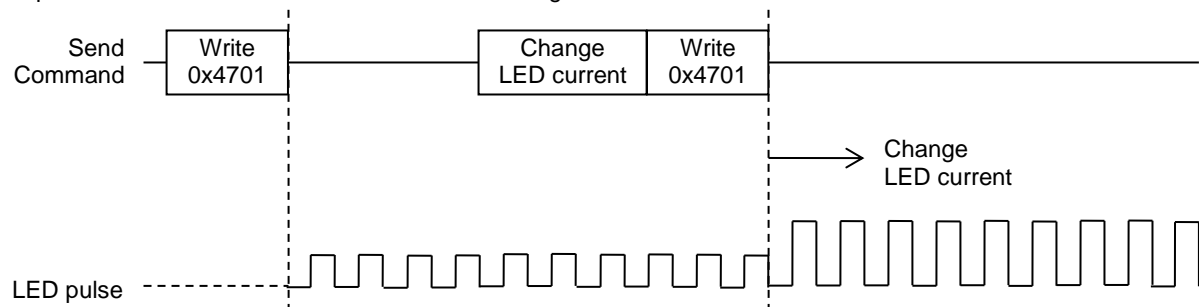 Send
Command
Write
0x4701
Change
LED current
Write
0x4701
Change
LED current
LED pulse